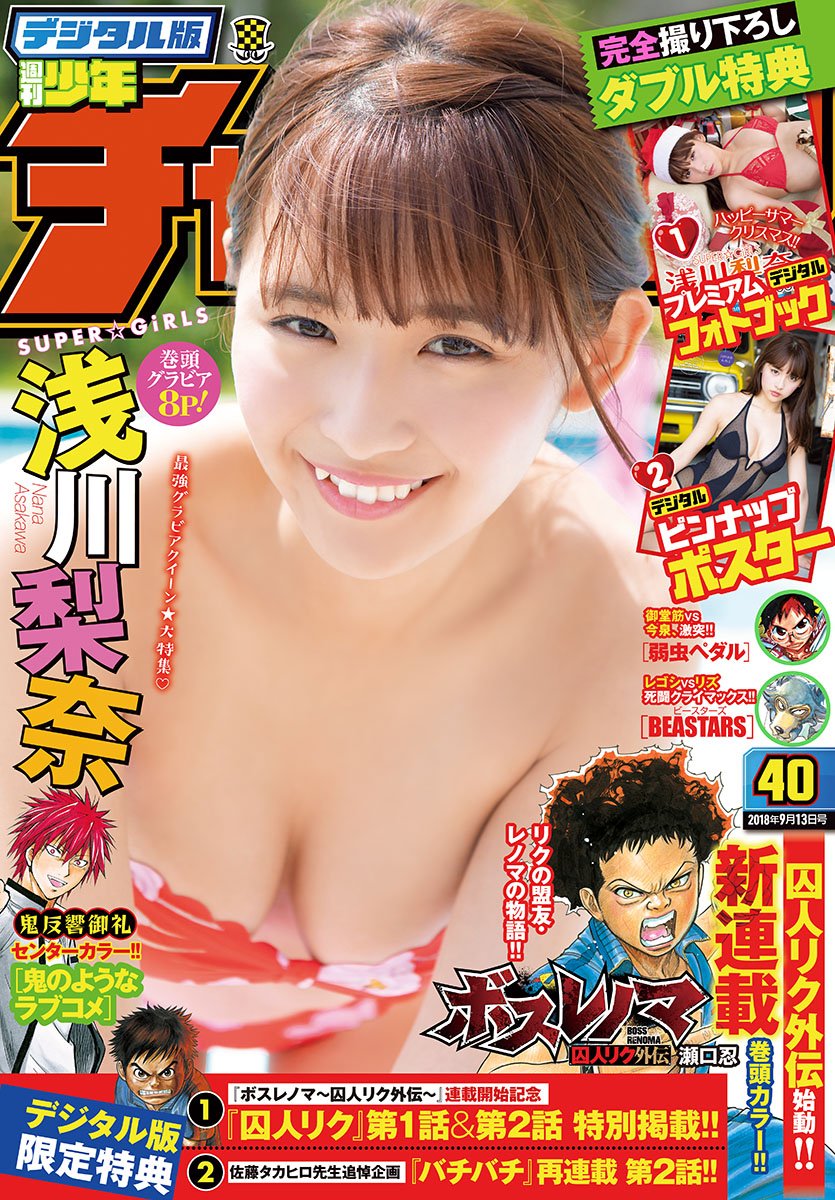 デジタル版
週刊
少年
チャ
完全撮り下ろし
ダブル特典
ハッピーサマー
クリスマス!!
1
SUPER☆GiRLS
浅川梨奈
プレミアム
デジタル
フォトブック
2
デジタル
ピンナップ
ポスター
SUPER☆GiRLS
巻頭
グラビア
8P!
浅川梨奈
Nana
Asakawa
最強グラビアクイーン★大特集♡
御堂筋VS
今泉、激突!!
[弱虫ペダル]
レゴシVSリズ
死闘クライマックス!!
ビースターズ
[BEASTARS]
40
2018年9月13日号
囚人リク外伝始動!!
新連載
巻頭カラー!!
リクの盟友・
レノマの物語!!
ボスレノマ
BOSS
RENOMA
囚人リク外伝
瀬口忍
鬼反響御礼
センターカラー!!
[鬼のような
ラブコメ]
デジタル版
限定特典
1
『ボスレノマ〜囚人リク外伝〜』連載開始記念
『囚人リク』第1話&第2話 特別掲載!!
2
佐藤タカヒロ先生追悼企画 『バチバチ』再連載 第2話!!